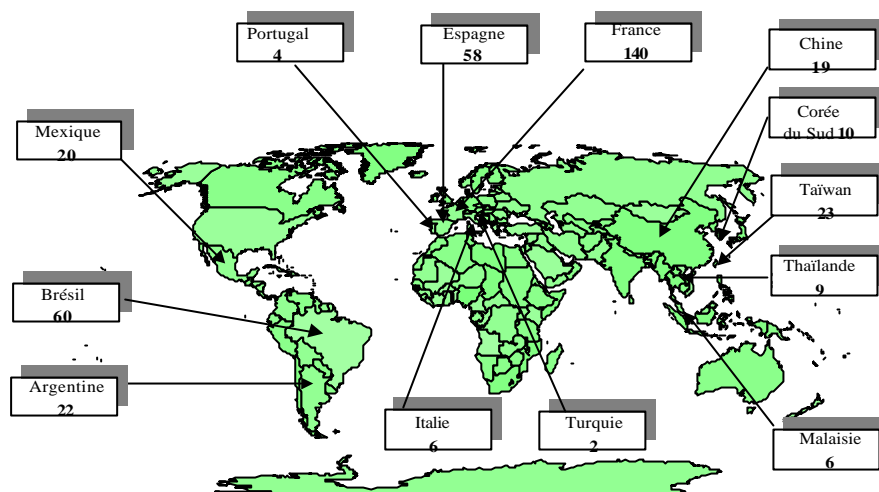 Portugal
4
Espagne
58
France
140
Chine
19
Mexique
20
Corée
du Sud 10
Taïwan
23
Thaïlande
9
Brésil
60
Argentine
22
Italie
6
Turquie
2
Malaisie
6